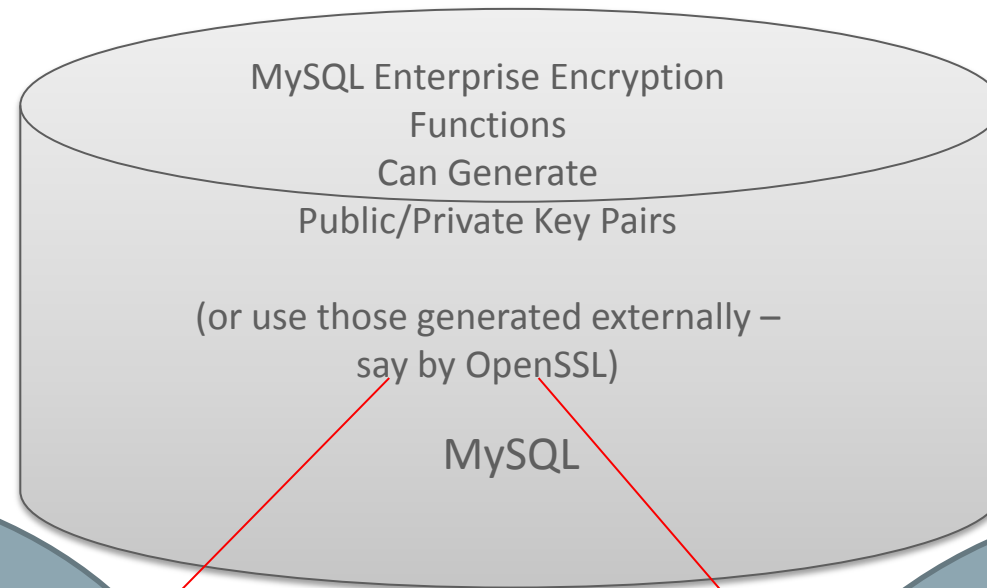 MySQL Enterprise Encryption
Functions
Can Generate
Public/Private Key Pairs
(or use those generated externally –
say by OpenSSL)
MySQL